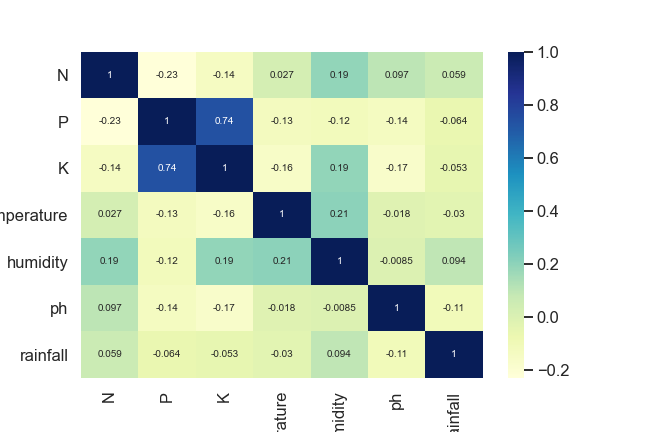 N 1 -0.23 -0.14 0.027 0.19 0.097 0.059
P -0.23 1 0.74 -0.13 -0.12 -0.14 -0.064
K -0.14 0.74 1 -0.16 0.19 -0.17 -0.053
mperature 0.027 -0.13 -0.16 1 0.21 -0.018 -0.03
humidity 0.19 -0.12 0.19 0.21 1 -0.0085 0.094
ph 0.097 -0.14 -0.17 -0.018 -0.0085 1 -0.11
rainfall 0.059 -0.064 -0.053 -0.03 0.094 -0.11 1
N P K rature midity ph ainfall
1.0
0.8
0.6
0.4
0.2
0.0
−0.2